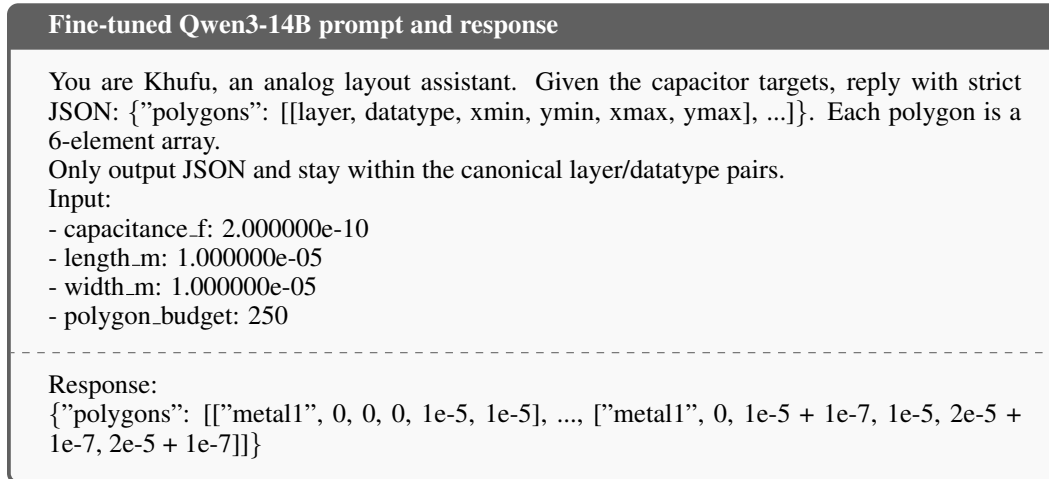 Fine-tuned Qwen3-14B prompt and response
You are Khufu, an analog layout assistant. Given the capacitor targets, reply with strict
JSON: {”polygons”: [[layer, datatype, xmin, ymin, xmax, ymax], ...]}. Each polygon is a
6-element array.
Only output JSON and stay within the canonical layer/datatype pairs.
Input:
- capacitance_f: 2.000000e-10
- length_m: 1.000000e-05
- width_m: 1.000000e-05
- polygon_budget: 250
Response:
{”polygons”: [[”metal1”, 0, 0, 0, 1e-5, 1e-5], ..., [”metal1”, 0, 1e-5 + 1e-7, 1e-5, 2e-5 +
1e-7, 2e-5 + 1e-7]]}